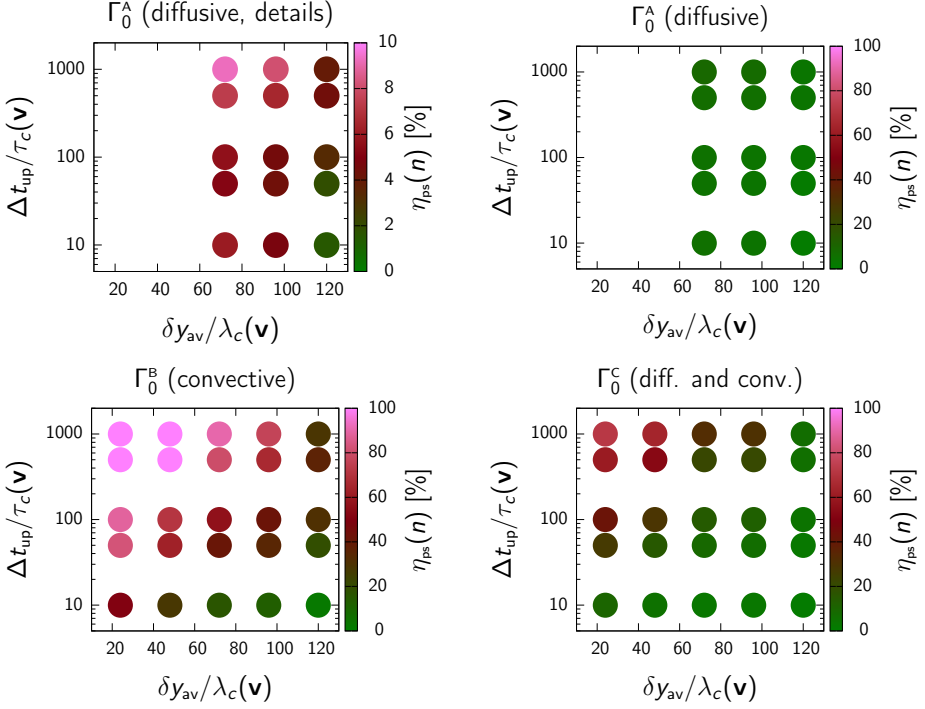 Γ₀ᴬ (diffusive, details)
1000
100
10
20 40 60 80 100 120
Δt_up/τ_c(v)
δy_av/λ_c(v)
10
8
6
4
2
0
η_ps(n) [%]
Γ₀ᴬ (diffusive)
1000
100
10
20 40 60 80 100 120
Δt_up/τ_c(v)
δy_av/λ_c(v)
100
80
60
40
20
0
η_ps(n) [%]
Γ₀ᴮ (convective)
1000
100
10
20 40 60 80 100 120
Δt_up/τ_c(v)
δy_av/λ_c(v)
100
80
60
40
20
0
η_ps(n) [%]
Γ₀ᶜ (diff. and conv.)
1000
100
10
20 40 60 80 100 120
Δt_up/τ_c(v)
δy_av/λ_c(v)
100
80
60
40
20
0
η_ps(n) [%]